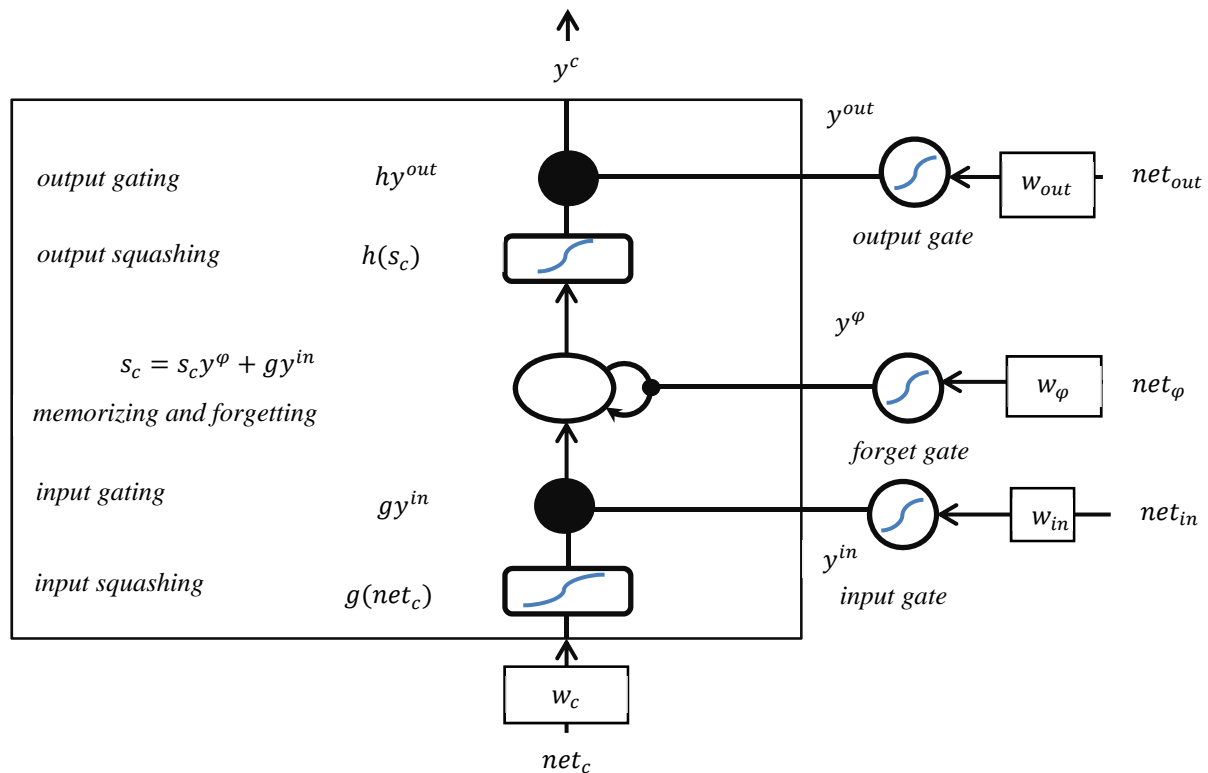 y^c
y^out
output gating
hy^out
w_out
net_out
output gate
output squashing
h(s_c)
y^φ
s_c = s_c y^φ + gy^in
w_φ
net_φ
memorizing and forgetting
forget gate
input gating
gy^in
w_in
net_in
y^in
input squashing
g(net_c)
input gate
w_c
net_c